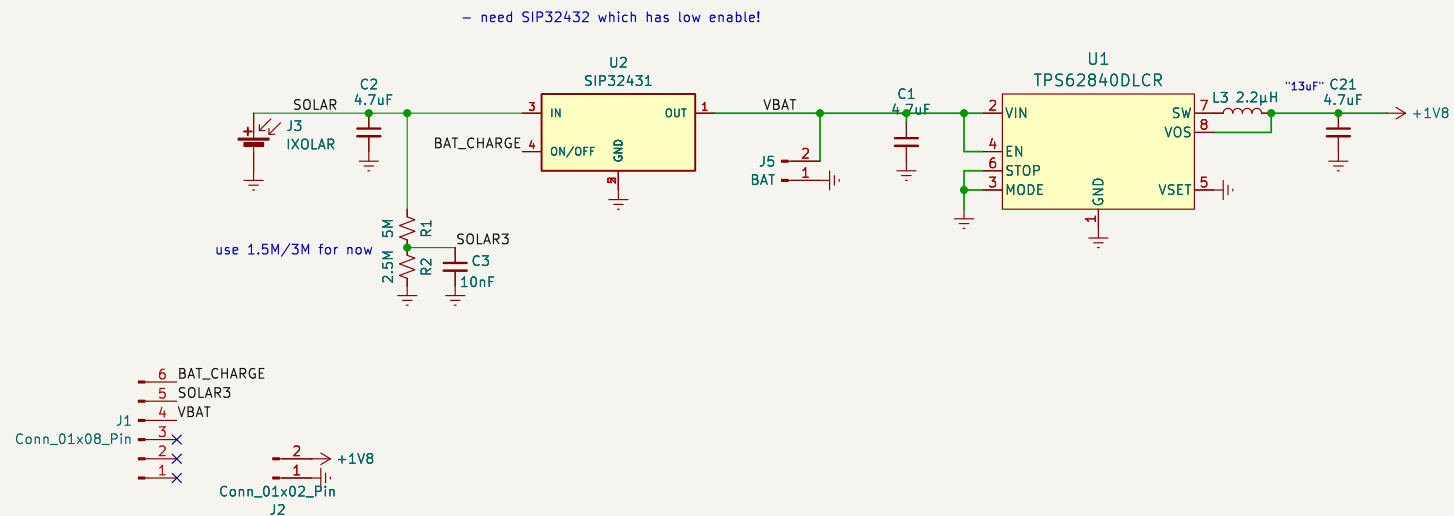 - need SIP32432 which has low enable!
U2
SIP32431
U1
TPS62840DLCR
C2
4.7uF
SOLAR
3 IN
OUT 1
VBAT
C1
4.7uF
2 VIN
SW 7
L3 2.2µH
"13uF" C21
4.7uF
+1V8
VOS 8
J3
IXOLAR
BAT_CHARGE
4 ON/OFF
GND
J5
2
BAT
1
4 EN
6 STOP
3 MODE
GND
1
VSET 5
5M
R1
SOLAR3
use 1.5M/3M for now
2.5M
R2
C3
10nF
6 BAT_CHARGE
5 SOLAR3
4 VBAT
J1
Conn_01x08_Pin
3
2
1
2 +1V8
1
Conn_01x02_Pin
J2